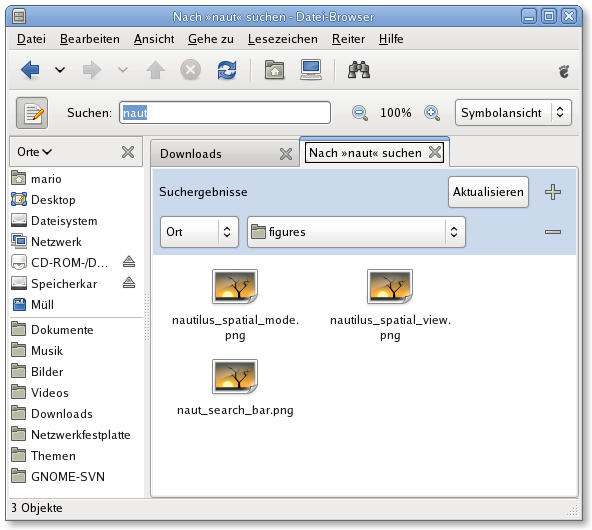 Nach »naut« suchen - Datei-Browser
Datei Bearbeiten Ansicht Gehe zu Lesezeichen Reiter Hilfe
Suchen: naut 100% Symbolansicht
Orte
Downloads
Nach »naut« suchen
mario
Desktop
Dateisystem
Netzwerk
CD-ROM-/D...
Speicherkar
Müll
Dokumente
Musik
Bilder
Videos
Downloads
Netzwerkfestplatte
Themen
GNOME-SVN
Suchergebnisse Aktualisieren
Ort figures
nautilus_spatial_mode.
png
nautilus_spatial_view.
png
naut_search_bar.png
3 Objekte